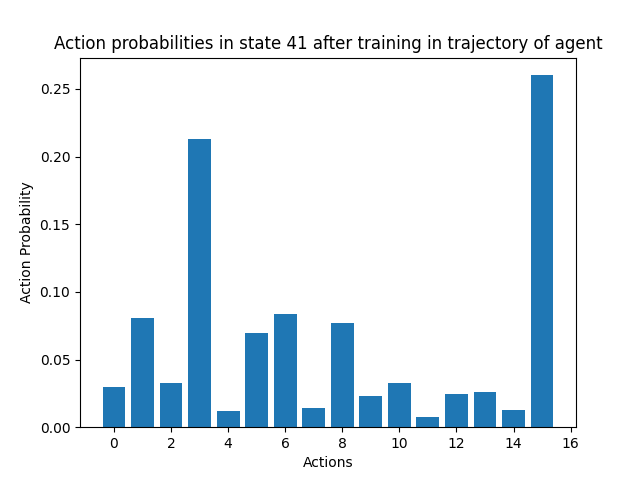 Action probabilities in state 41 after training in trajectory of agent
0.25
0.20
0.15
0.10
0.05
0.00
Action Probability
0 2 4 6 8 10 12 14 16
Actions